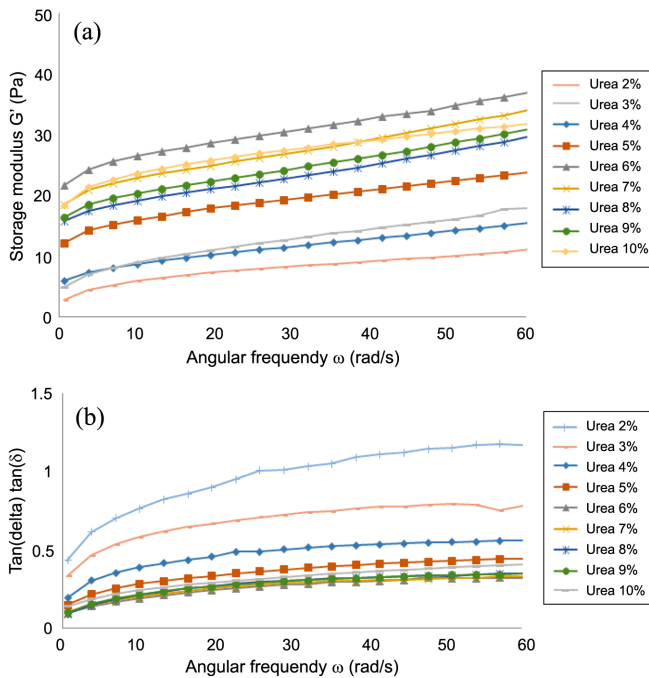 (a)
50
40
30
20
10
0
Storage modulus G' (Pa)
0 10 20 30 40 50 60
Angular frequendy ω (rad/s)
Urea 2%
Urea 3%
Urea 4%
Urea 5%
Urea 6%
Urea 7%
Urea 8%
Urea 9%
Urea 10%
(b)
1.5
1
0.5
0
Tan(delta) tan(δ)
0 10 20 30 40 50 60
Angular frequendy ω (rad/s)
Urea 2%
Urea 3%
Urea 4%
Urea 5%
Urea 6%
Urea 7%
Urea 8%
Urea 9%
Urea 10%